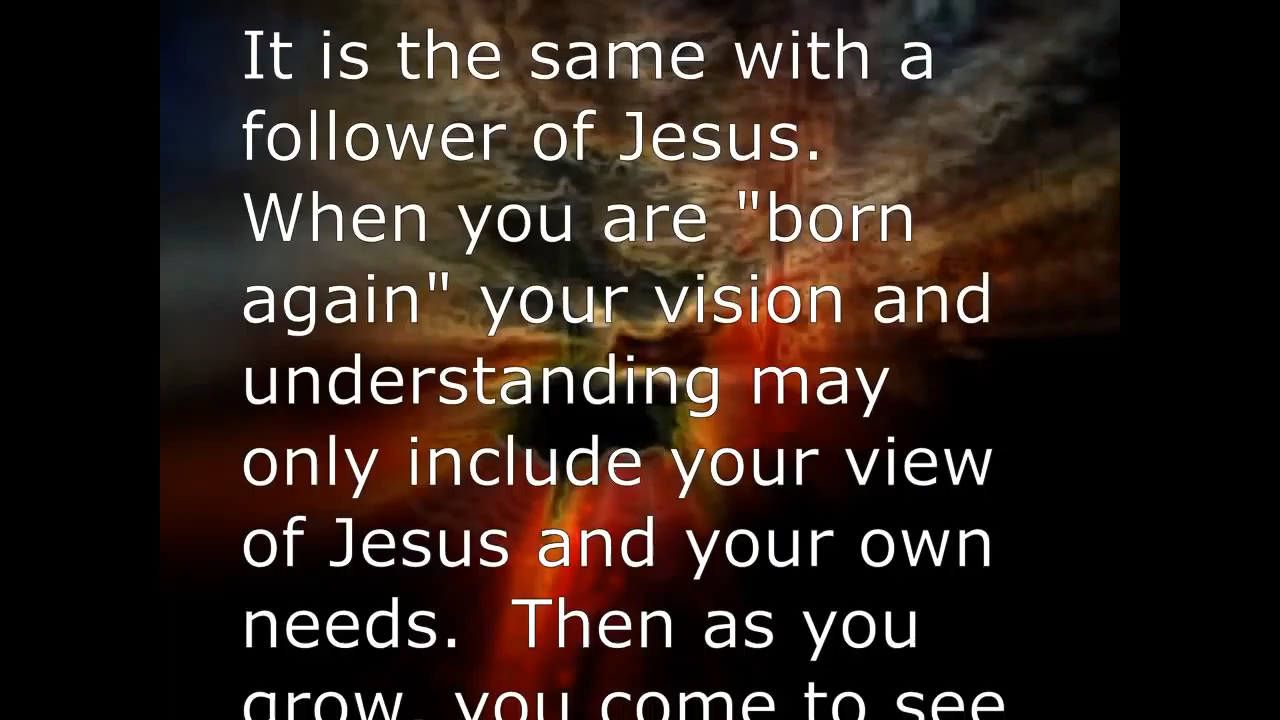 It is the same with a
follower of Jesus.
When you are "born
again" your vision and
understanding may
only include your view
of Jesus and your own
needs.  Then as you
grow, you come to see